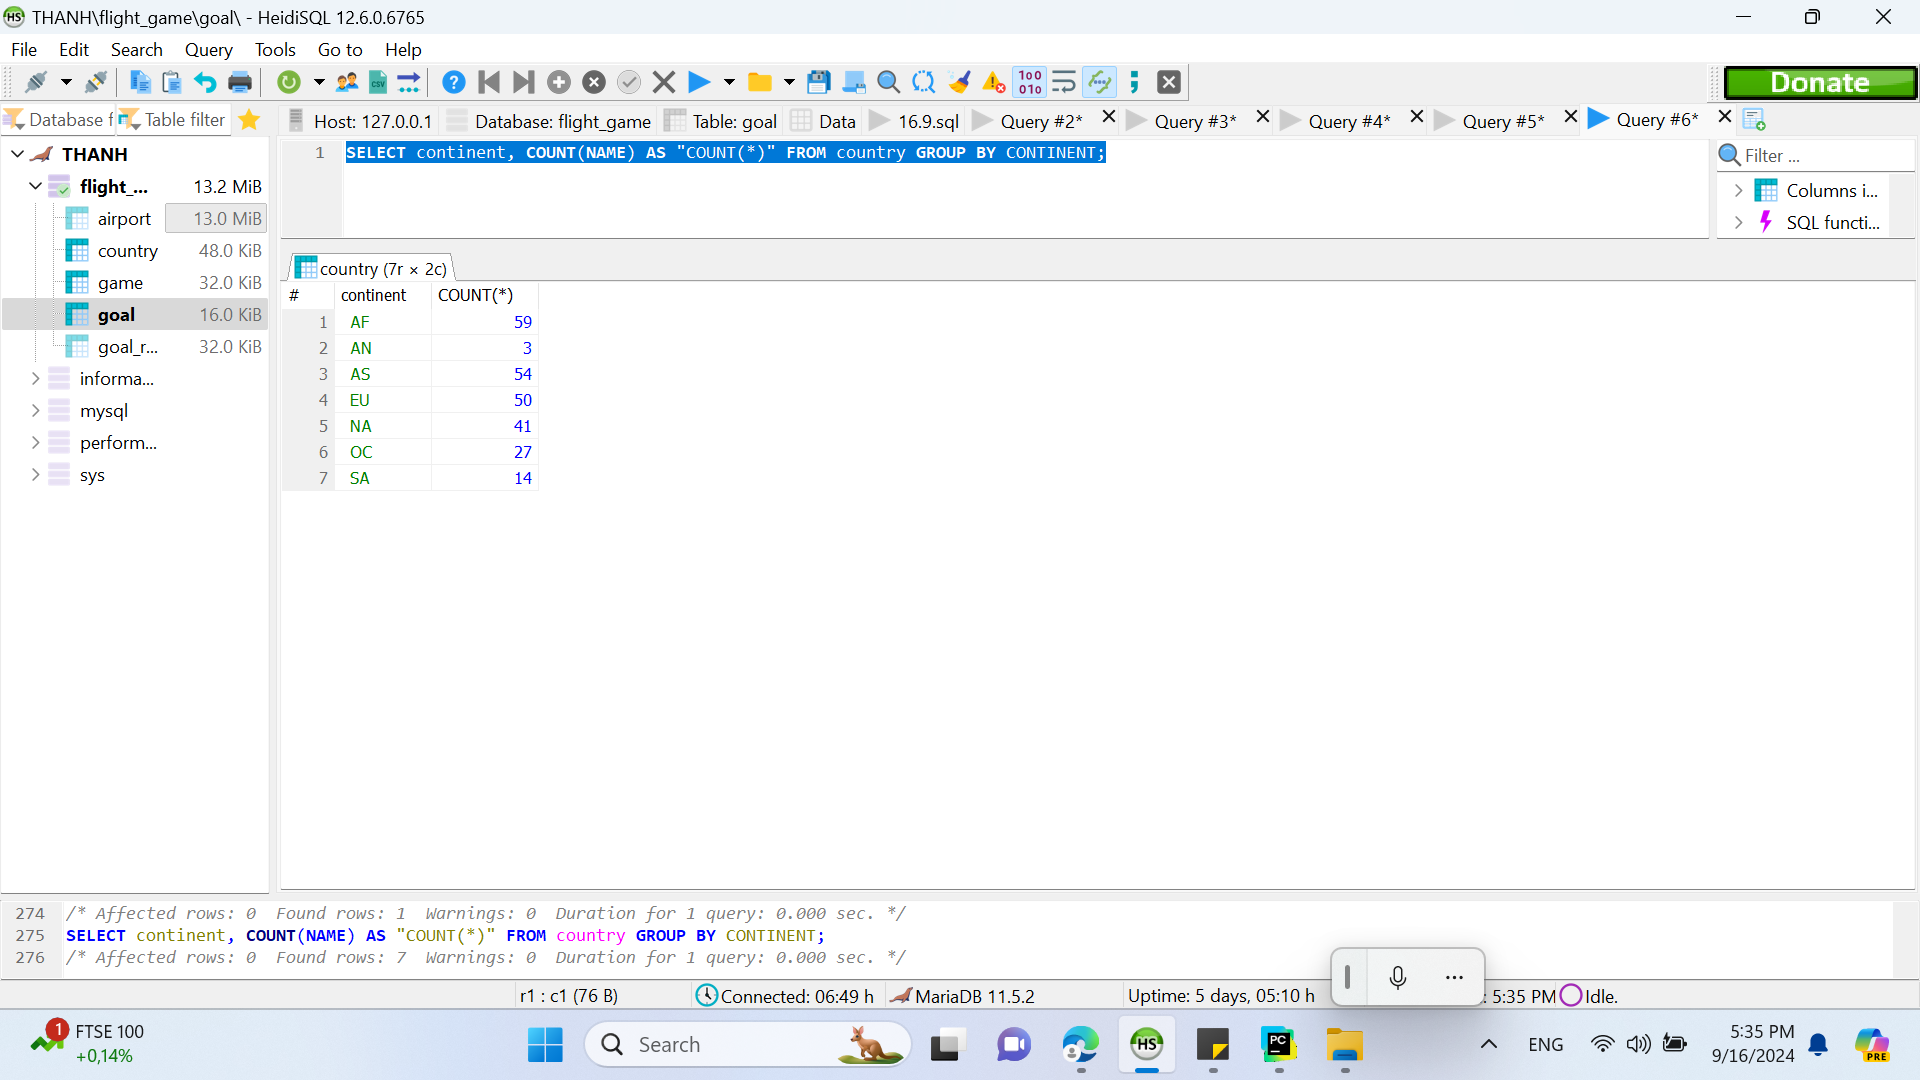 THANH\flight_game\goal\ - HeidiSQL 12.6.0.6765
File Edit Search Query Tools Go to Help
Donate
Database f Table filter
Host: 127.0.0.1 Database: flight_game Table: goal Data 16.9.sql Query #2* Query #3* Query #4* Query #5* Query #6*
THANH
flight_... 13.2 MiB
airport 13.0 MiB
country 48.0 KiB
game 32.0 KiB
goal 16.0 KiB
goal_r... 32.0 KiB
informa...
mysql
perform...
sys
1 SELECT continent, COUNT(NAME) AS "COUNT(*)" FROM country GROUP BY CONTINENT;
Filter ...
Columns i...
SQL functi...
country (7r × 2c)
# continent COUNT(*)
1 AF 59
2 AN 3
3 AS 54
4 EU 50
5 NA 41
6 OC 27
7 SA 14
274 /* Affected rows: 0 Found rows: 1 Warnings: 0 Duration for 1 query: 0.000 sec. */
275 SELECT continent, COUNT(NAME) AS "COUNT(*)" FROM country GROUP BY CONTINENT;
276 /* Affected rows: 0 Found rows: 7 Warnings: 0 Duration for 1 query: 0.000 sec. */
r1 : c1 (76 B) Connected: 06:49 h MariaDB 11.5.2 Uptime: 5 days, 05:10 h : 5:35 PM Idle.
1 FTSE 100
+0,14%
Search
HS
PC
ENG
5:35 PM
9/16/2024
PRE